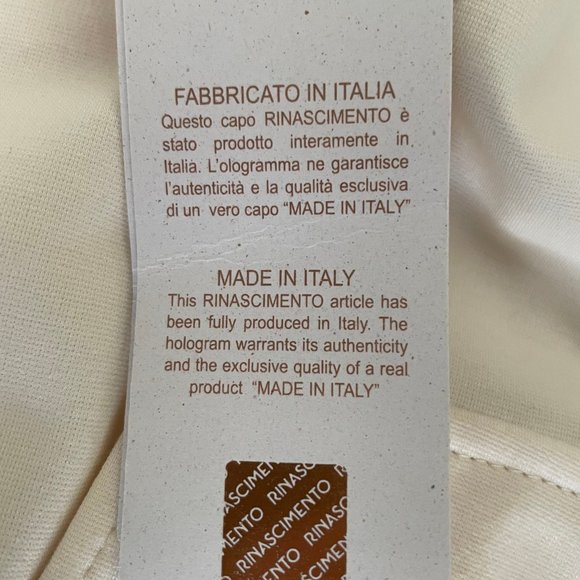 FABBRICATO IN ITALIA
Questo capo RINASCIMENTO è
stato prodotto interamente in
Italia. L'ologramma ne garantisce
l'autenticità e la qualità esclusiva
di un vero capo "MADE IN ITALY"
MADE IN ITALY
This RINASCIMENTO article has
been fully produced in Italy. The
hologram warrants its authenticity
and the exclusive quality of a real
product "MADE IN ITALY"
RINASCIMENTO
RINASCIMENTO